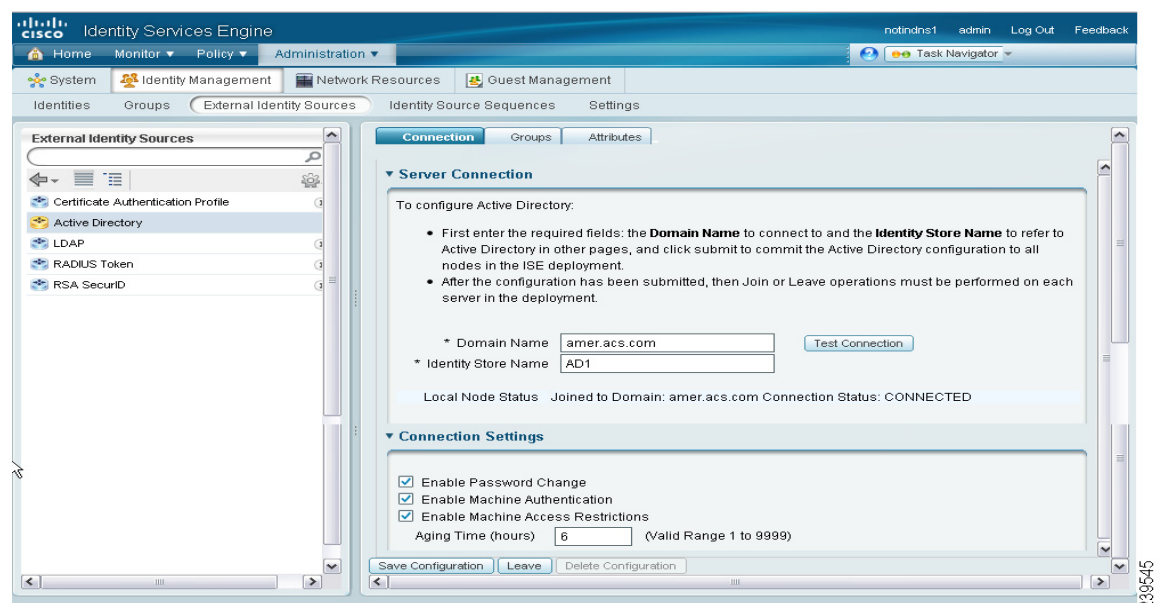 cisco Identity Services Engine notindns1 admin Log Out Feedback
Home Monitor Policy Administration Task Navigator
System Identity Management Network Resources Guest Management
Identities Groups External Identity Sources Identity Source Sequences Settings
External Identity Sources
Certificate Authentication Profile
Active Directory
LDAP
RADIUS Token
RSA SecurID
Connection Groups Attributes
Server Connection
To configure Active Directory:
• First enter the required fields: the Domain Name to connect to and the Identity Store Name to refer to
Active Directory in other pages, and click submit to commit the Active Directory configuration to all
nodes in the ISE deployment.
• After the configuration has been submitted, then Join or Leave operations must be performed on each
server in the deployment.
* Domain Name amer.acs.com Test Connection
* Identity Store Name AD1
Local Node Status Joined to Domain: amer.acs.com Connection Status: CONNECTED
Connection Settings
Enable Password Change
Enable Machine Authentication
Enable Machine Access Restrictions
Aging Time (hours) 6 (Valid Range 1 to 9999)
Save Configuration Leave Delete Configuration